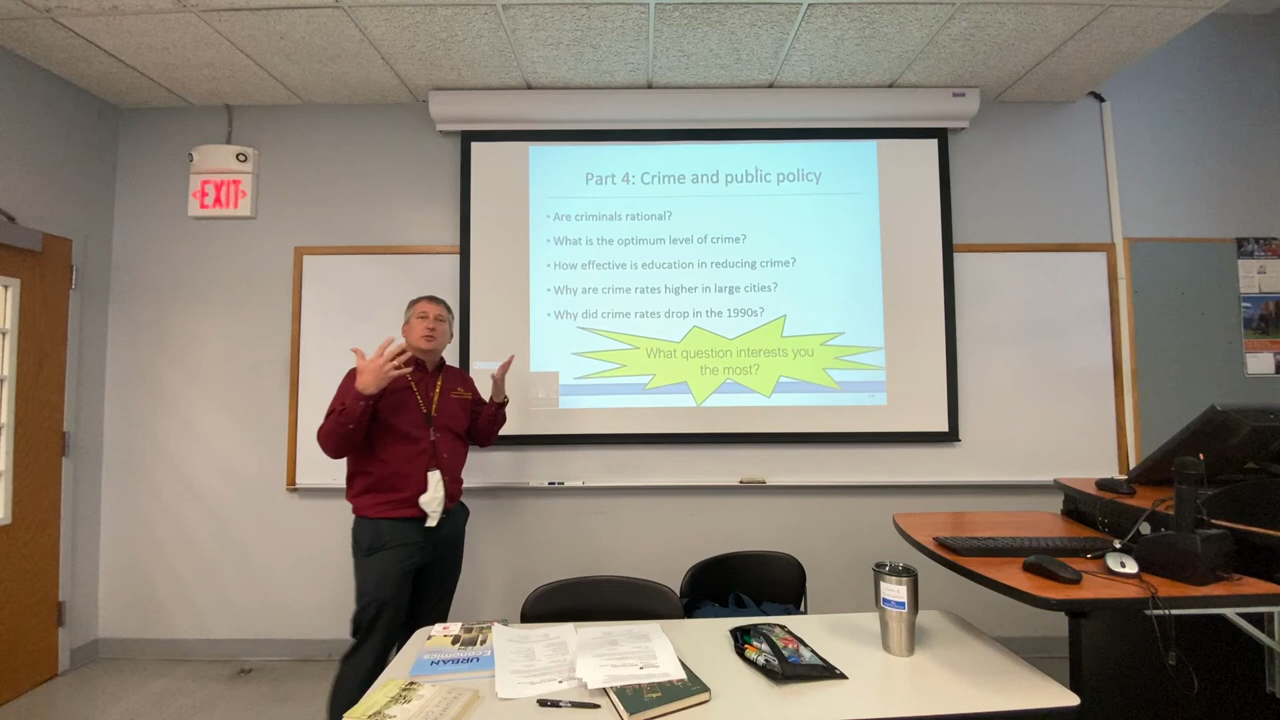 EXIT
Part 4: Crime and public policy
• Are criminals rational?
• What is the optimum level of crime?
• How effective is education in reducing crime?
• Why are crime rates higher in large cities?
• Why did crime rates drop in the 1990s?
What question interests you
the most?
URBAN
Economics